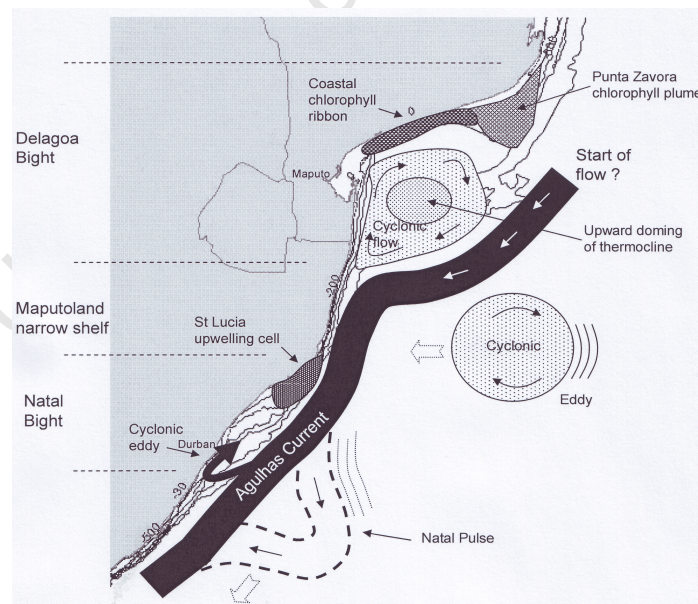 Punta Zavora
chlorophyll plume
Coastal
chlorophyll
ribbon
Delagoa
Bight
Maputo
Start of
flow ?
Cyclonic
flow
Upward doming
of thermocline
-200
Maputoland
narrow shelf
St Lucia
upwelling cell
Cyclonic
Eddy
Natal
Bight
Cyclonic
eddy
Durban
Agulhas Current
-30
Natal Pulse